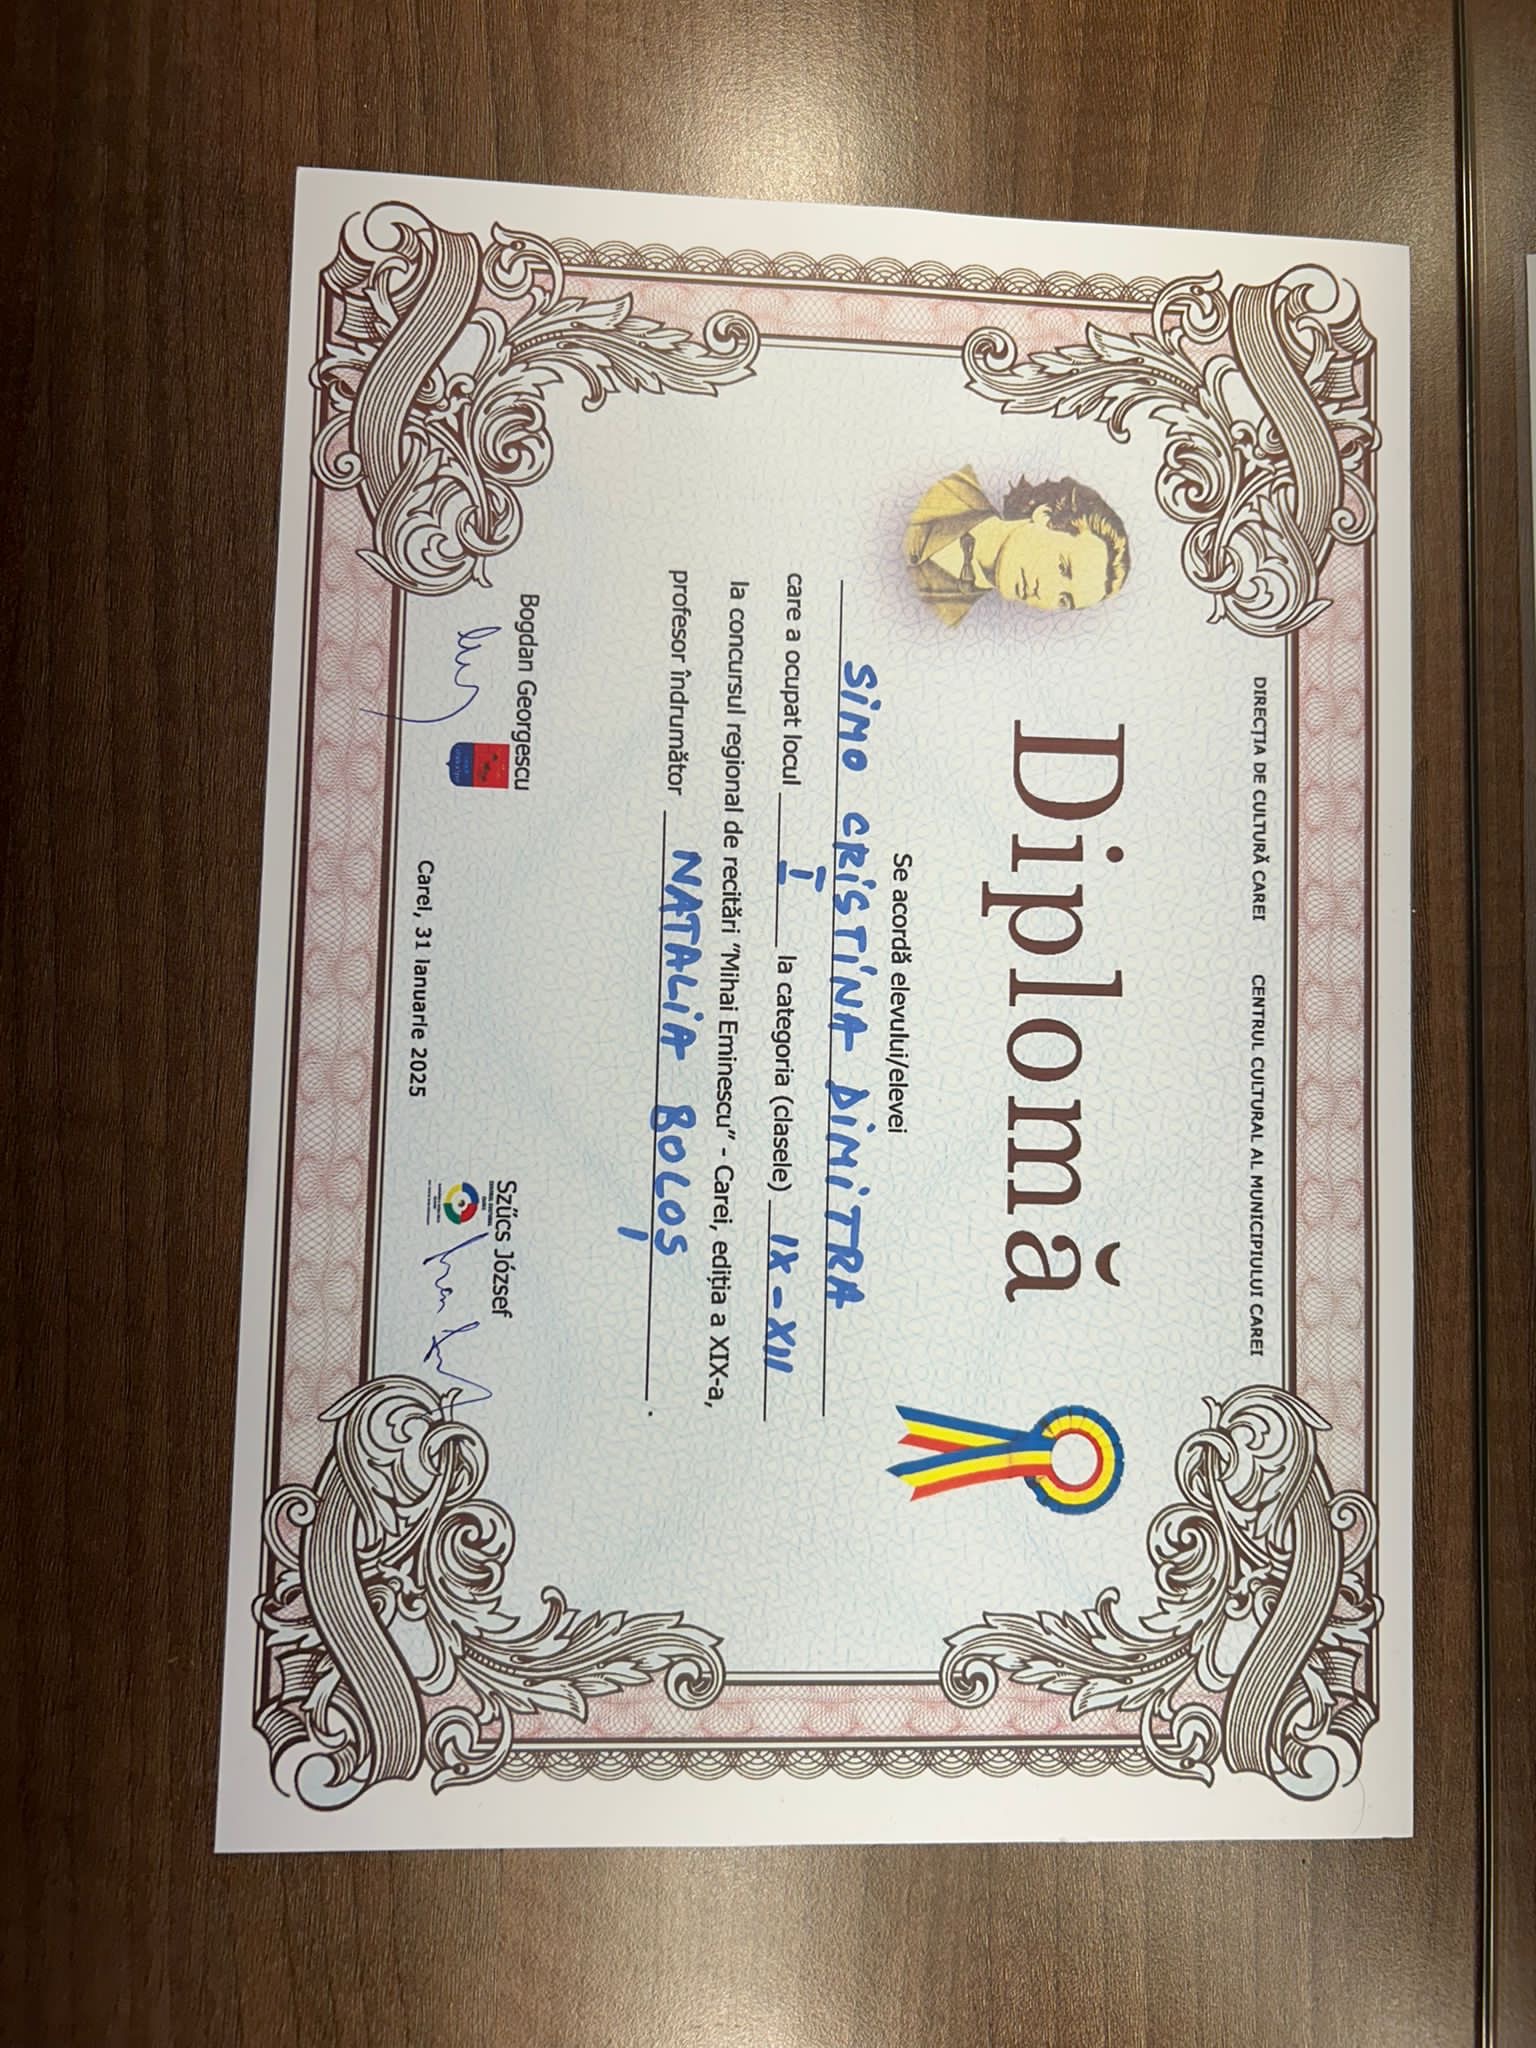 DIRECȚIA DE CULTURĂ CAREI CENTRUL CULTURAL AL MUNICIPIULUI CAREI
Diplomă
Se acordă elevului/elevei
SIMO CRISTINA DIMITRA
care a ocupat locul I la categoria (clasele) IX-XII
la concursul regional de recitări "Mihai Eminescu" - Carei, ediția a XIX-a,
profesor îndrumător NATALIA BOLOȘ.
Bogdan Georgescu
Szűcs József
Carei, 31 Ianuarie 2025